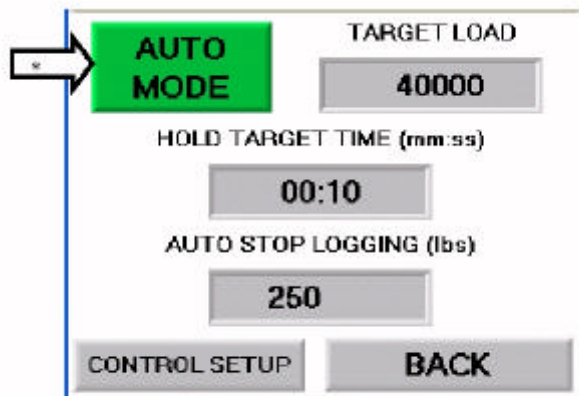 AUTO
MODE
TARGET LOAD
40000
HOLD TARGET TIME (mm:ss)
00:10
AUTO STOP LOGGING (lbs)
250
CONTROL SETUP
BACK